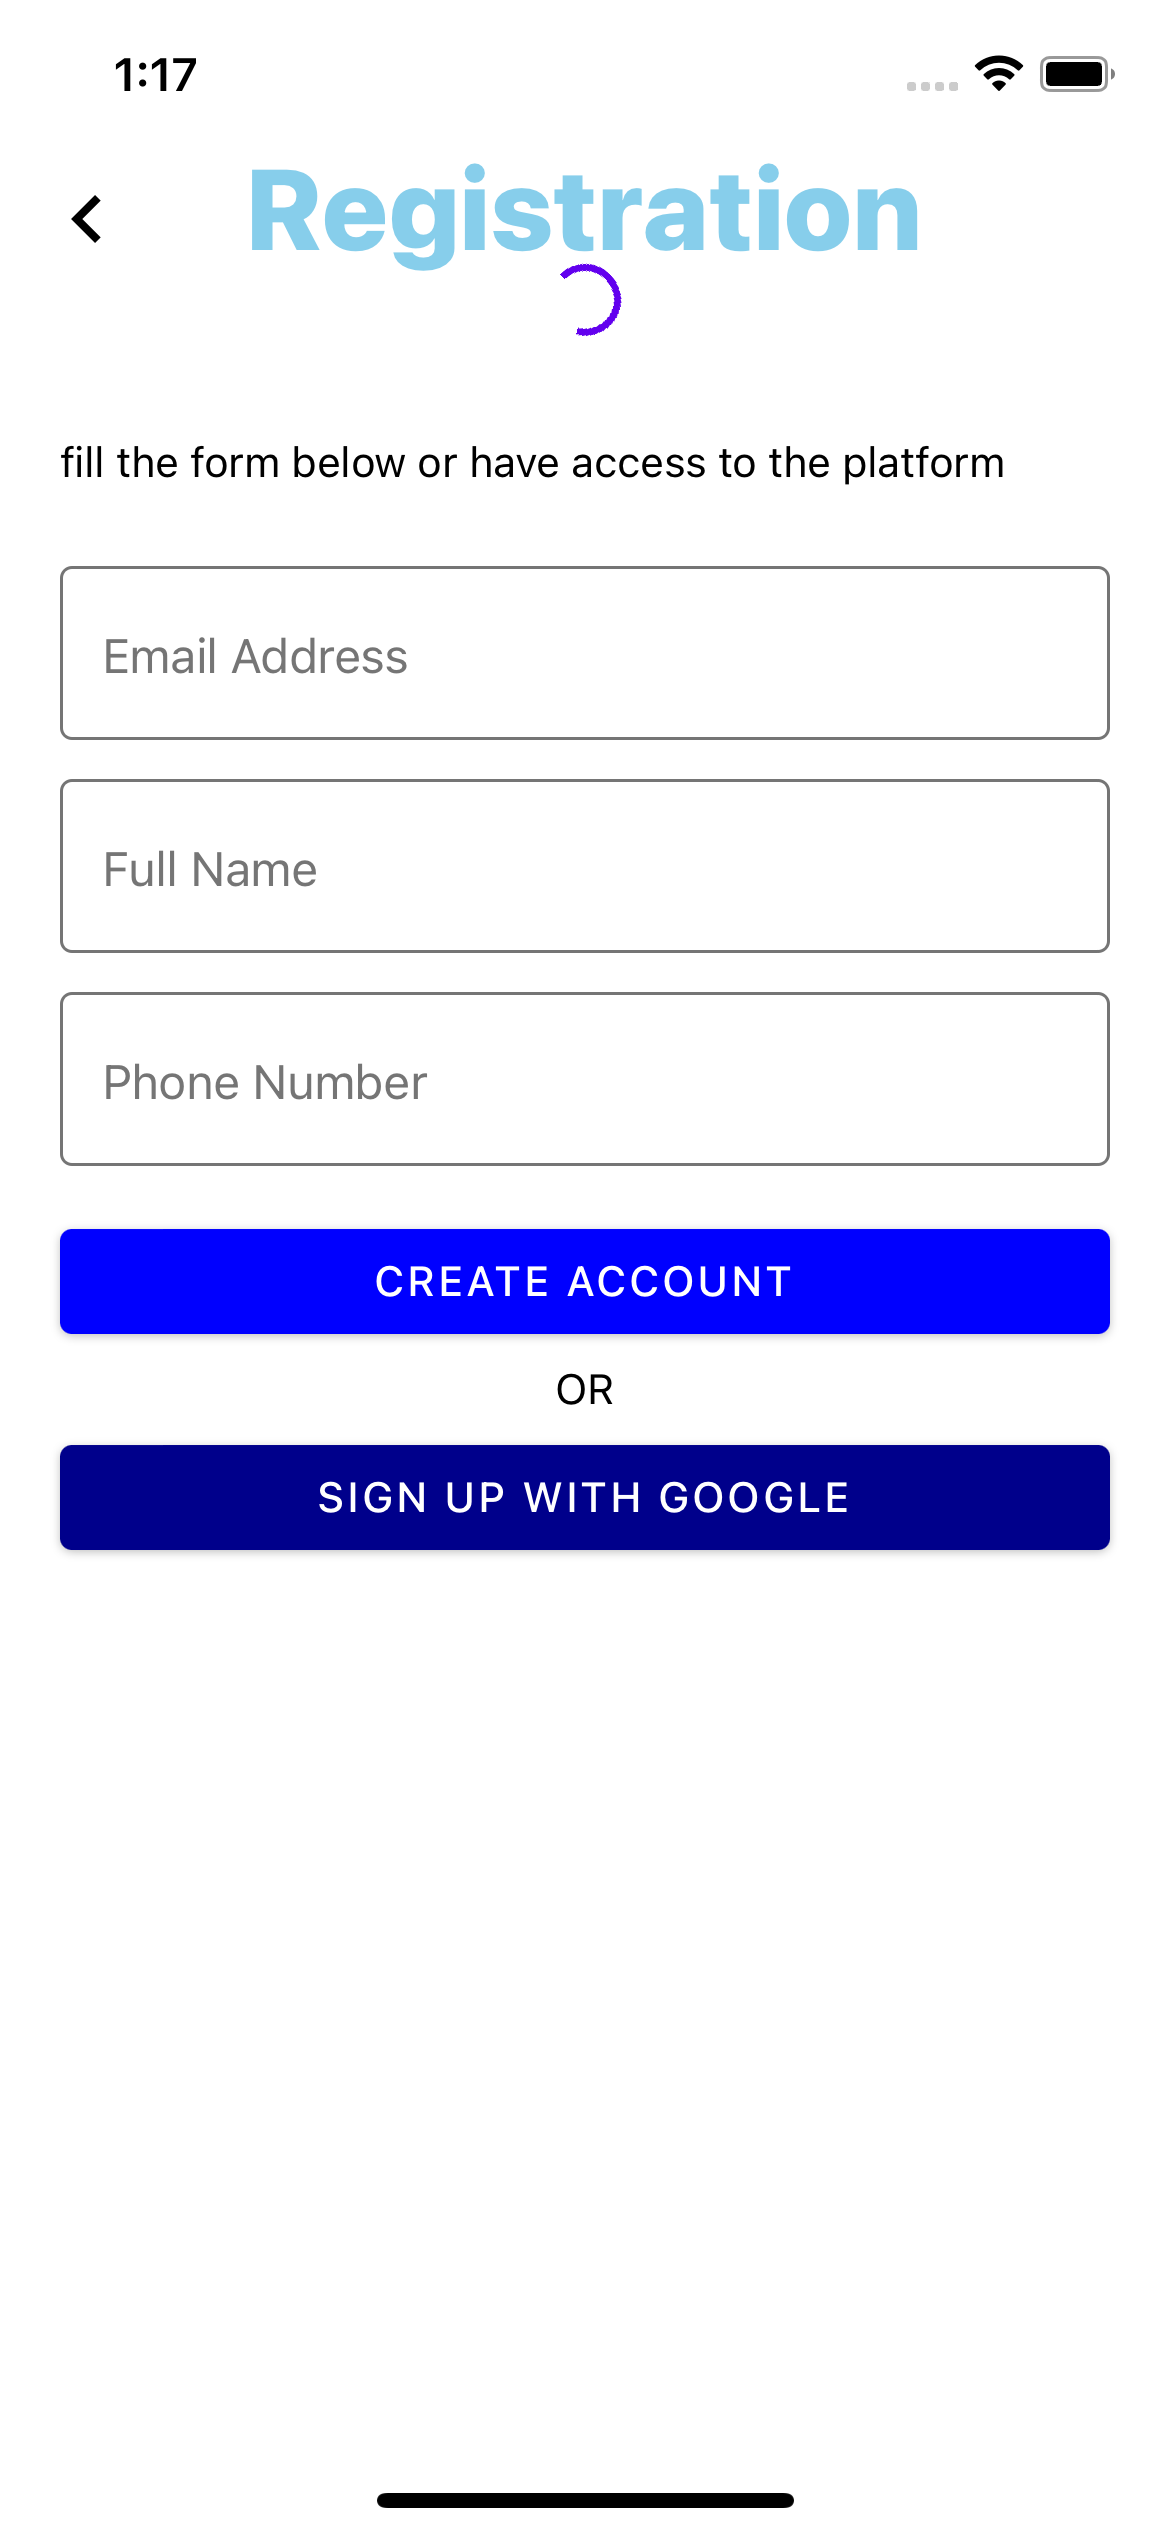 1:17
Registration
fill the form below or have access to the platform
Email Address
Full Name
Phone Number
CREATE ACCOUNT
OR
SIGN UP WITH GOOGLE